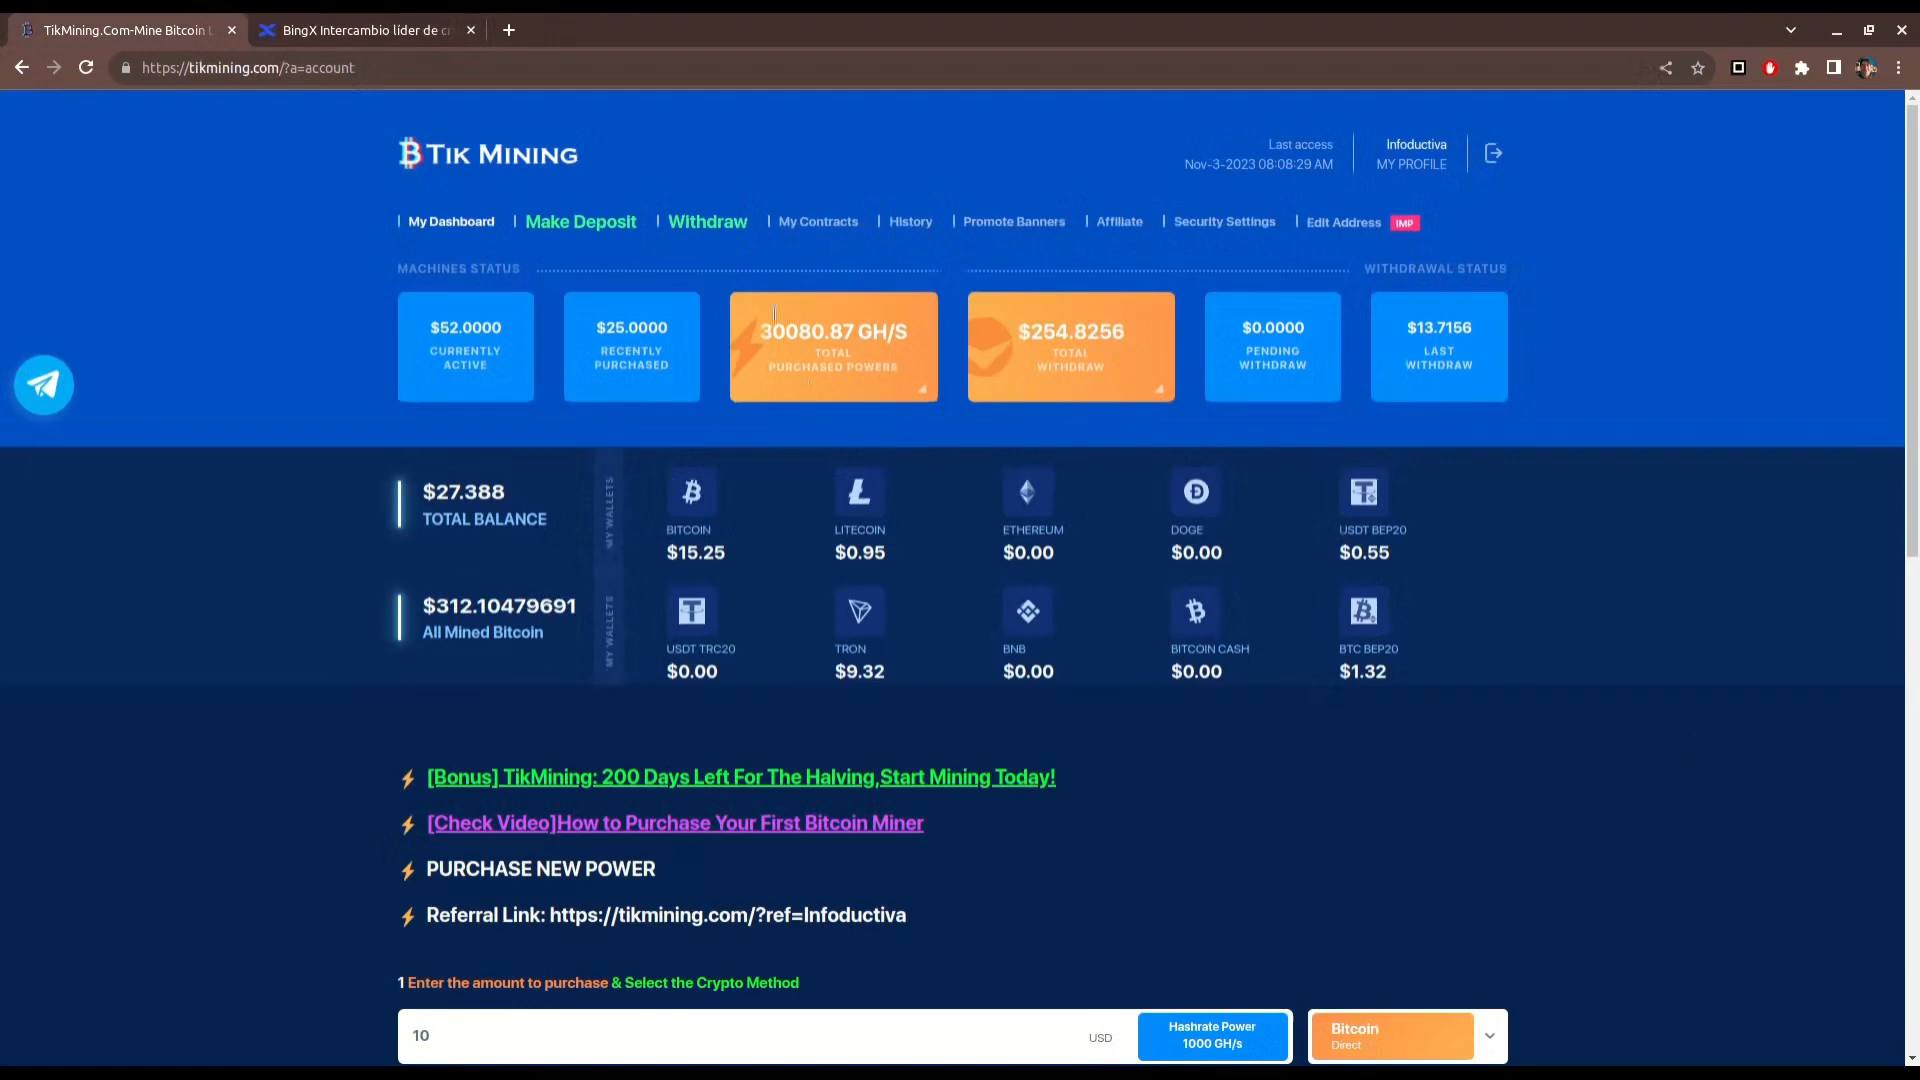 TikMining.Com-Mine Bitcoin
BingX Intercambio líder de c
https://tikmining.com/?a=account
TIK MINING
Last access
Nov-3-2023 08:08:29 AM
Infoductiva
MY PROFILE
My Dashboard
Make Deposit
Withdraw
My Contracts
History
Promote Banners
Affiliate
Security Settings
Edit Address
IMP
MACHINES STATUS
WITHDRAWAL STATUS
$52.0000
CURRENTLY
ACTIVE
$25.0000
RECENTLY
PURCHASED
30080.87 GH/S
TOTAL
PURCHASED POWERS
$254.8256
TOTAL
WITHDRAW
$0.0000
PENDING
WITHDRAW
$13.7156
LAST
WITHDRAW
$27.388
TOTAL BALANCE
MY WALLETS
BITCOIN
$15.25
LITECOIN
$0.95
ETHEREUM
$0.00
DOGE
$0.00
USDT BEP20
$0.55
$312.10479691
All Mined Bitcoin
MY WALLETS
USDT TRC20
$0.00
TRON
$9.32
BNB
$0.00
BITCOIN CASH
$0.00
BTC BEP20
$1.32
[Bonus] TikMining: 200 Days Left For The Halving,Start Mining Today!
[Check Video]How to Purchase Your First Bitcoin Miner
PURCHASE NEW POWER
Referral Link: https://tikmining.com/?ref=Infoductiva
1 Enter the amount to purchase & Select the Crypto Method
10
USD
Hashrate Power
1000 GH/s
Bitcoin
Direct